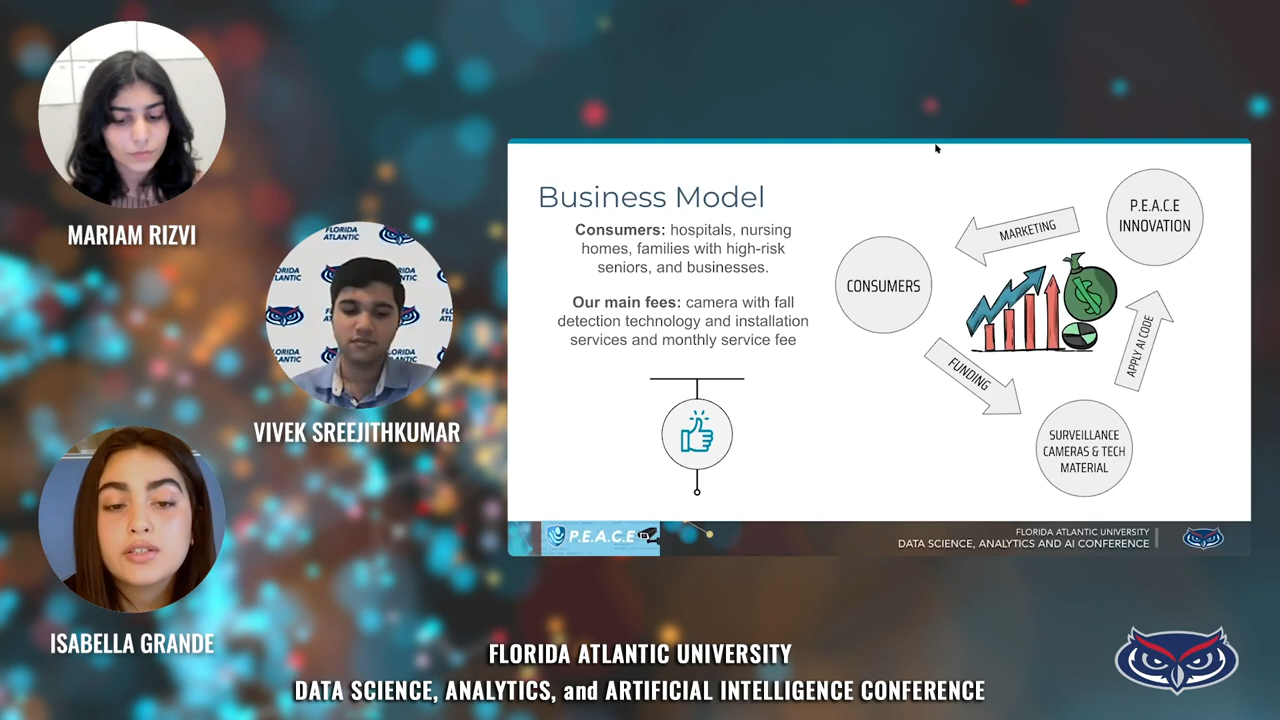 MARIAM RIZVI
FLORIDA
ATLANTIC
VIVEK SREEJITHKUMAR
ISABELLA GRANDE
Business Model
Consumers: hospitals, nursing
homes, families with high-risk
seniors, and businesses.
Our main fees: camera with fall
detection technology and installation
services and monthly service fee
P.E.A.C.E
INNOVATION
MARKETING
CONSUMERS
FUNDING
APPLY AI CODE
SURVEILLANCE
CAMERAS & TECH
MATERIAL
P.E.A.C.E
FLORIDA ATLANTIC UNIVERSITY
DATA SCIENCE, ANALYTICS AND AI CONFERENCE
FLORIDA ATLANTIC UNIVERSITY
DATA SCIENCE, ANALYTICS, and ARTIFICIAL INTELLIGENCE CONFERENCE